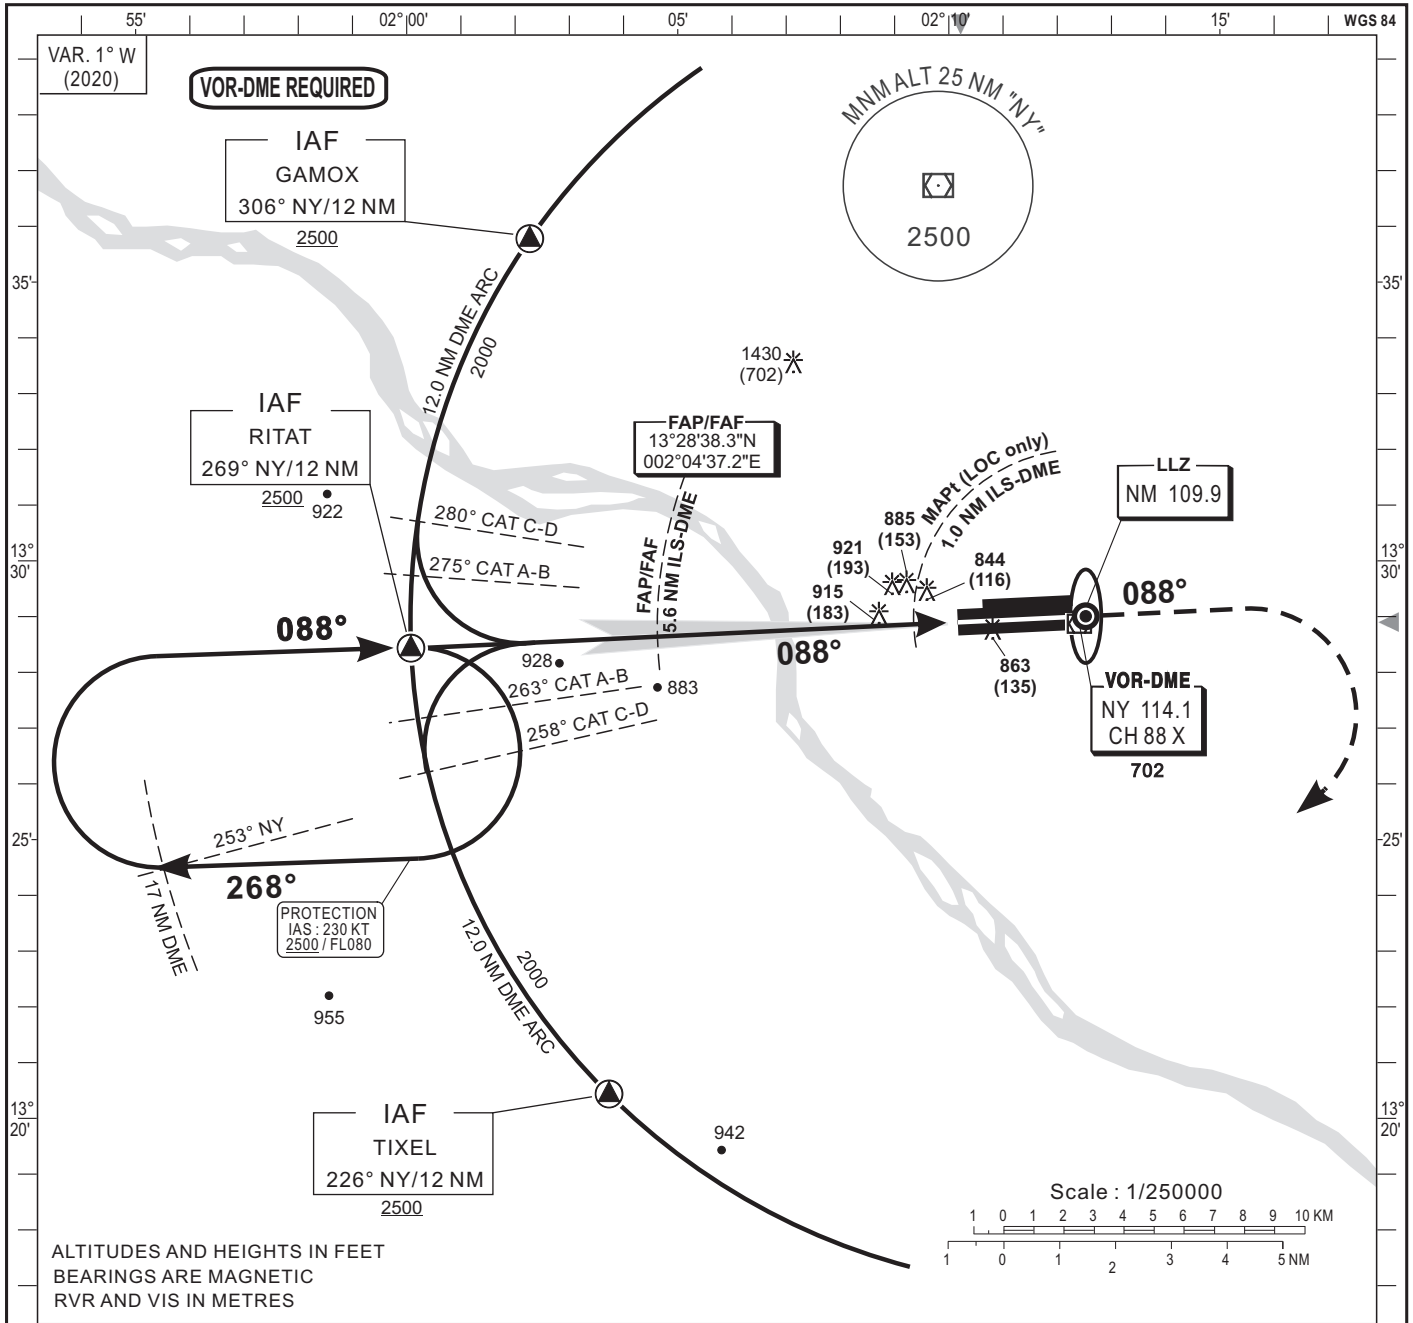 55'
02° 00'
05'
02° 10'
15'
WGS 84
VAR. 1° W
(2020)
VOR-DME REQUIRED
MNM ALT 25 NM "NY"
2500
IAF
GAMOX
306° NY/12 NM
2500
35'
35'
12.0 NM DME ARC
2000
1430
(702)
IAF
RITAT
269° NY/12 NM
2500
922
FAP/FAF
13°28'38.3"N
002°04'37.2"E
MAPt (LOC only)
1.0 NM ILS-DME
LLZ
NM 109.9
280° CAT C-D
275° CAT A-B
FAP/FAF
5.6 NM ILS-DME
885
(153)
921
(193)
915
(183)
844
(116)
13°
30'
13°
30'
088°
088°
088°
928
883
263° CAT A-B
258° CAT C-D
863
(135)
VOR-DME
NY 114.1
CH 88 X
702
253° NY
25'
25'
268°
17 NM DME
PROTECTION
IAS : 230 KT
2500 / FL080
955
2000
12.0 NM DME ARC
IAF
TIXEL
226° NY/12 NM
2500
942
13°
20'
13°
20'
Scale : 1/250000
1 0 1 2 3 4 5 6 7 8 9 10 KM
1 0 1 2 3 4 5 NM
ALTITUDES AND HEIGHTS IN FEET
BEARINGS ARE MAGNETIC
RVR AND VIS IN METRES